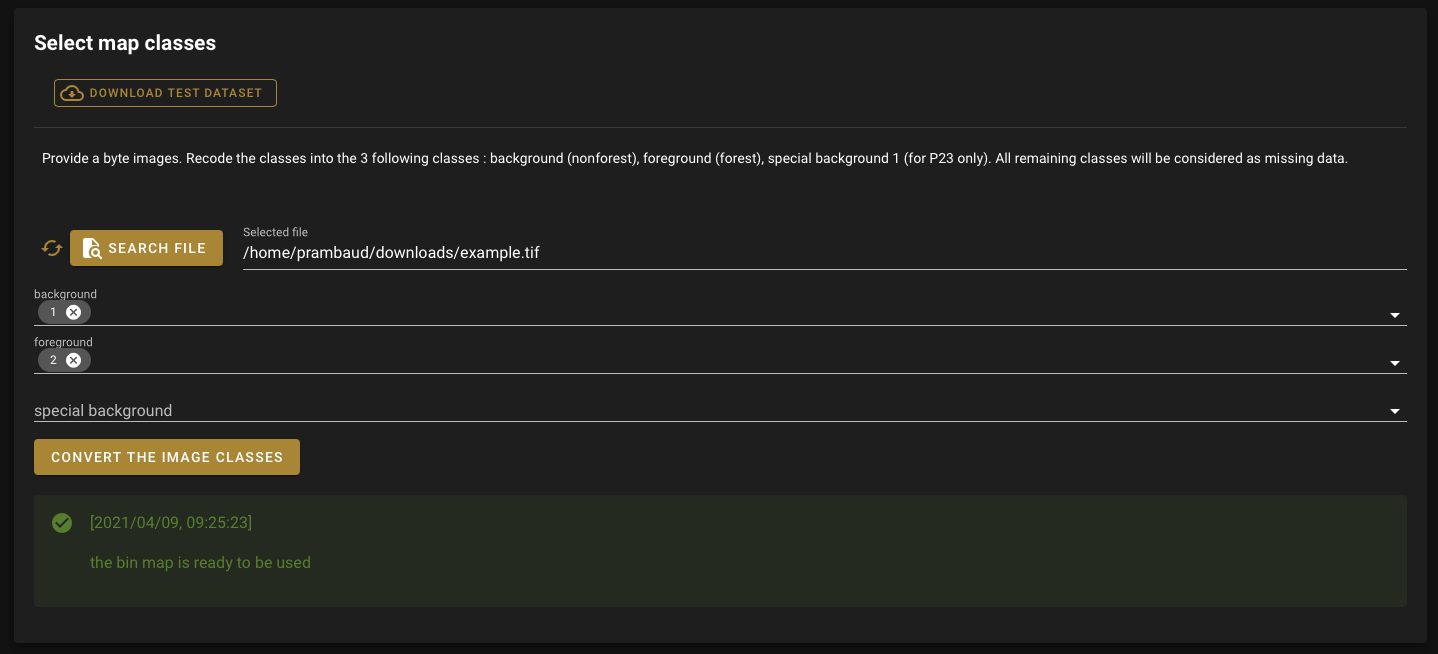 Select map classes
DOWNLOAD TEST DATASET
Provide a byte images. Recode the classes into the 3 following classes : background (nonforest), foreground (forest), special background 1 (for P23 only). All remaining classes will be considered as missing data.
Selected file
SEARCH FILE
/home/prambaud/downloads/example.tif
background
1
foreground
2
special background
CONVERT THE IMAGE CLASSES
[2021/04/09, 09:25:23]
the bin map is ready to be used